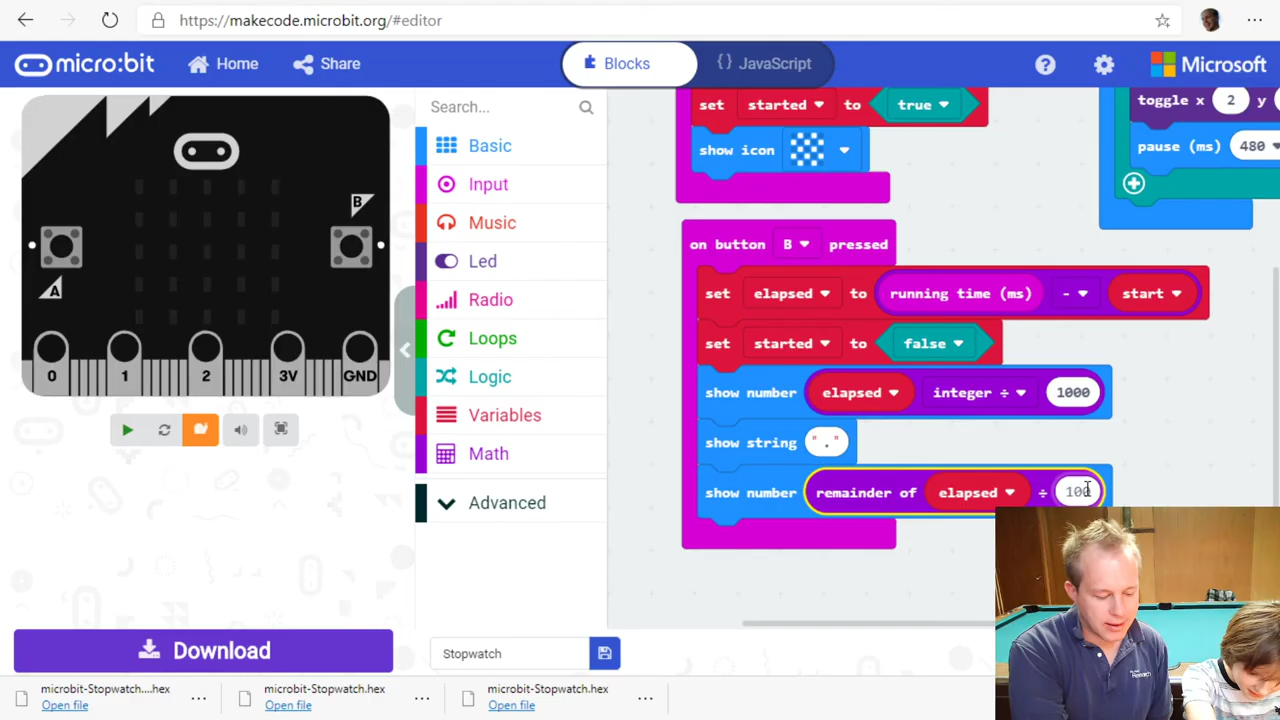 https://makecode.microbit.org/#editor
micro:bit
Home
Share
Blocks
{ } JavaScript
?
Microsoft
Search...
Basic
Input
Music
Led
Radio
Loops
Logic
Variables
Math
Advanced
A
B
0 1 2 3V GND
set started to true
show icon
on button B pressed
set elapsed to running time (ms) - start
set started to false
show number elapsed integer ÷ 1000
show string "."
show number remainder of elapsed ÷ 100
toggle x 2 y
pause (ms) 480
Download
Stopwatch
microbit-Stopwatch....hex
Open file
microbit-Stopwatch.hex
Open file
microbit-Stopwatch.hex
Open file